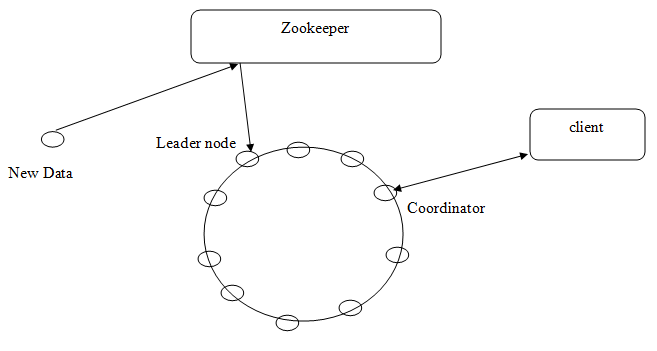 Zookeeper
client
Leader node
New Data
Coordinator